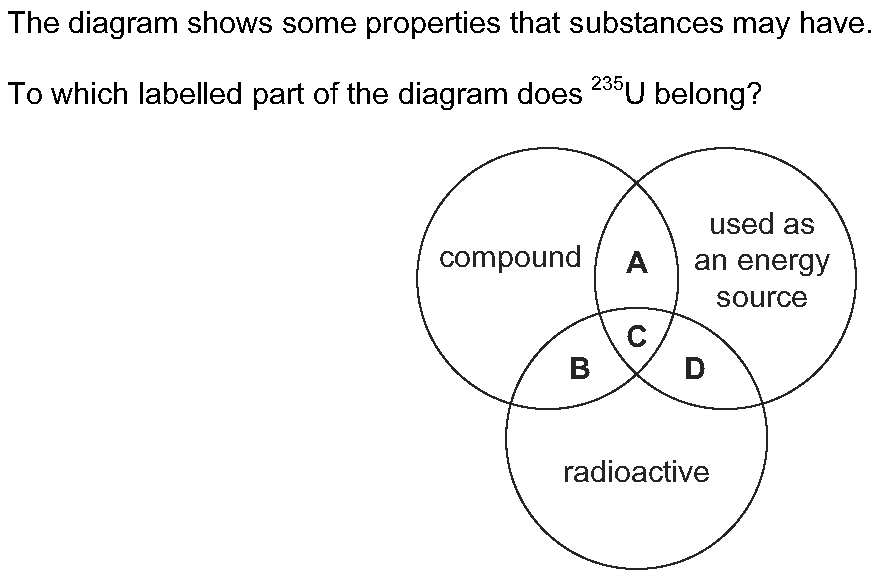 The diagram shows some properties that substances may have.
To which labelled part of the diagram does ²³⁵U belong?
compound
A
used as
an energy
source
C
B
D
radioactive